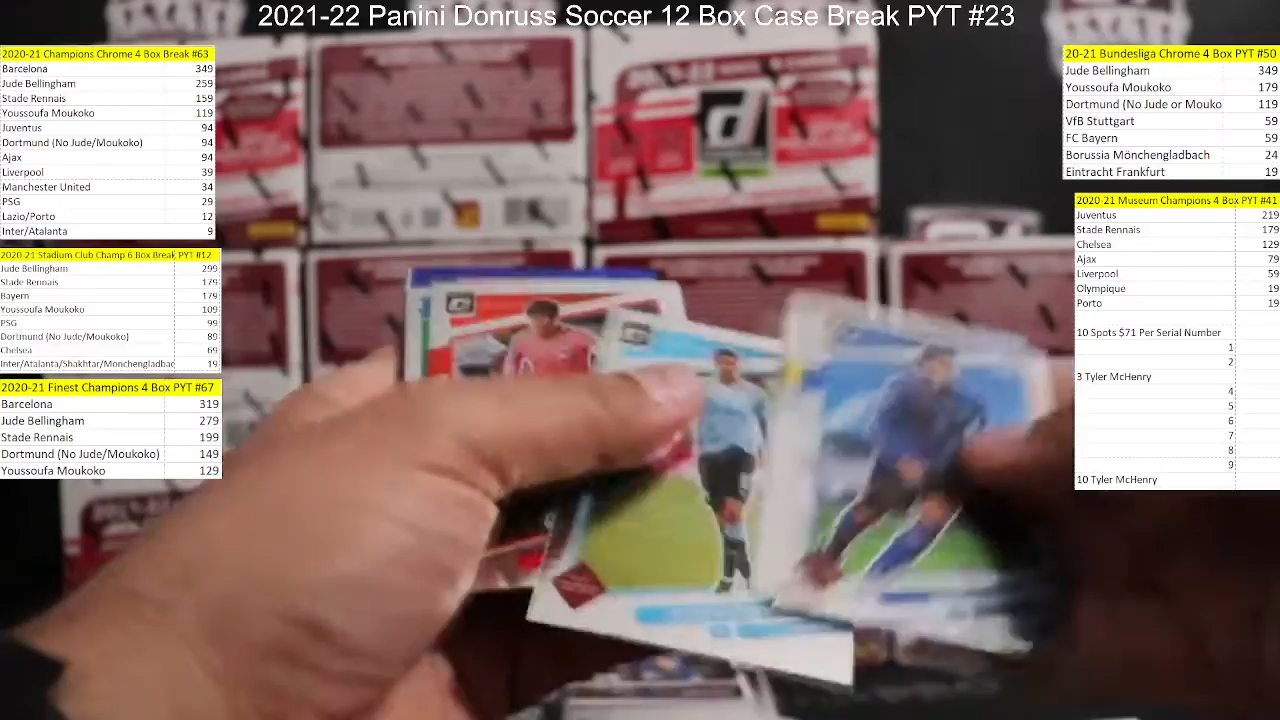 2021-22 Panini Donruss Soccer 12 Box Case Break PYT #23
2020-21 Champions Chrome 4 Box Break #63
Barcelona 349
Jude Bellingham 259
Stade Rennais 159
Youssoufa Moukoko 119
Juventus 94
Dortmund (No Jude/Moukoko) 94
Ajax 94
Liverpool 39
Manchester United 34
PSG 29
Lazio/Porto 12
Inter/Atalanta 9
2020-21 Stadium Club Champ 6 Box Break PYT #12
Jude Bellingham 299
Stade Rennais 179
Bayern 179
Youssoufa Moukoko 109
PSG 99
Dortmund (No Jude/Moukoko) 89
Chelsea 69
Inter/Atalanta/Shakhtar/Monchengladbac 19
2020-21 Finest Champions 4 Box PYT #67
Barcelona 319
Jude Bellingham 279
Stade Rennais 199
Dortmund (No Jude/Moukoko) 149
Youssoufa Moukoko 129
20-21 Bundesliga Chrome 4 Box PYT #50
Jude Bellingham 349
Youssoufa Moukoko 179
Dortmund (No Jude or Mouko 119
VfB Stuttgart 59
FC Bayern 59
Borussia Mönchengladbach 24
Eintracht Frankfurt 19
2020-21 Museum Champions 4 Box PYT #41
Juventus 219
Stade Rennais 179
Chelsea 129
Ajax 79
Liverpool 59
Olympique 19
Porto 19
10 Spots $71 Per Serial Number
1
2
3 Tyler McHenry
4
5
6
7
8
9
10 Tyler McHenry